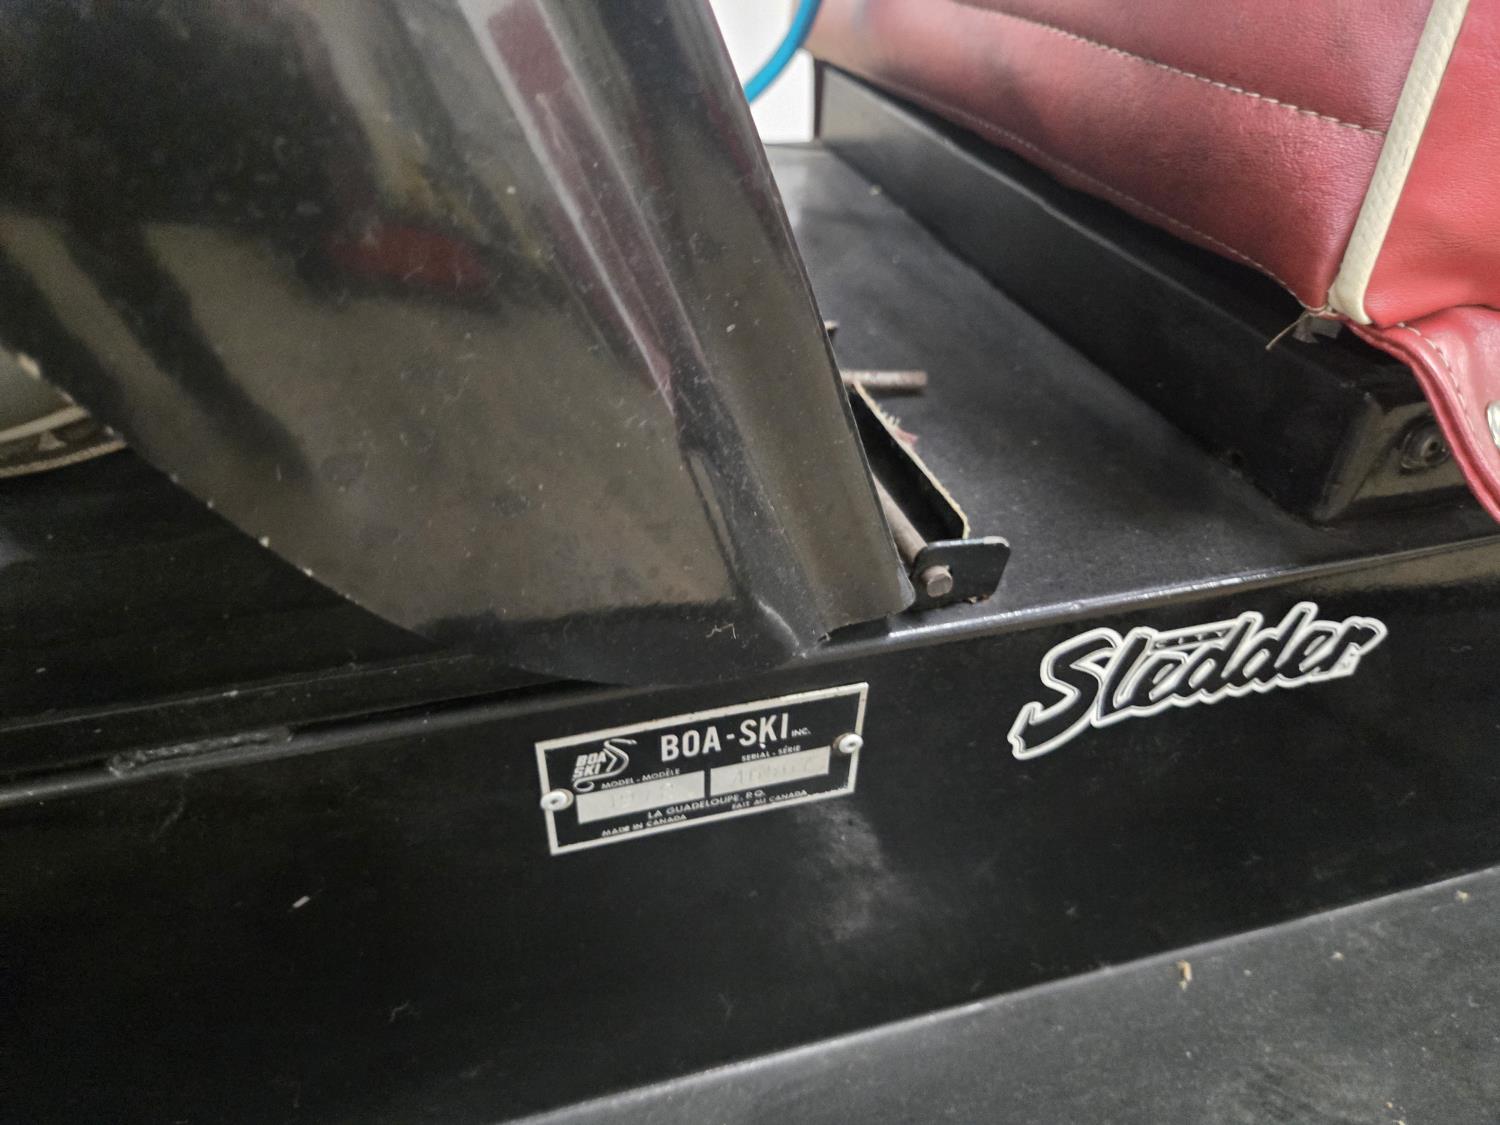 BOA-SKI INC.
BOA
SKI
MODEL - MODÈLE
SERIAL - SÉRIE
LA GUADELOUPE, P.Q.
MADE IN CANADA
FAIT AU CANADA
Sledder